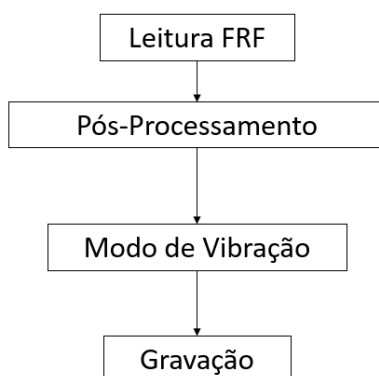 Leitura FRF
Pós-Processamento
Modo de Vibração
Gravação